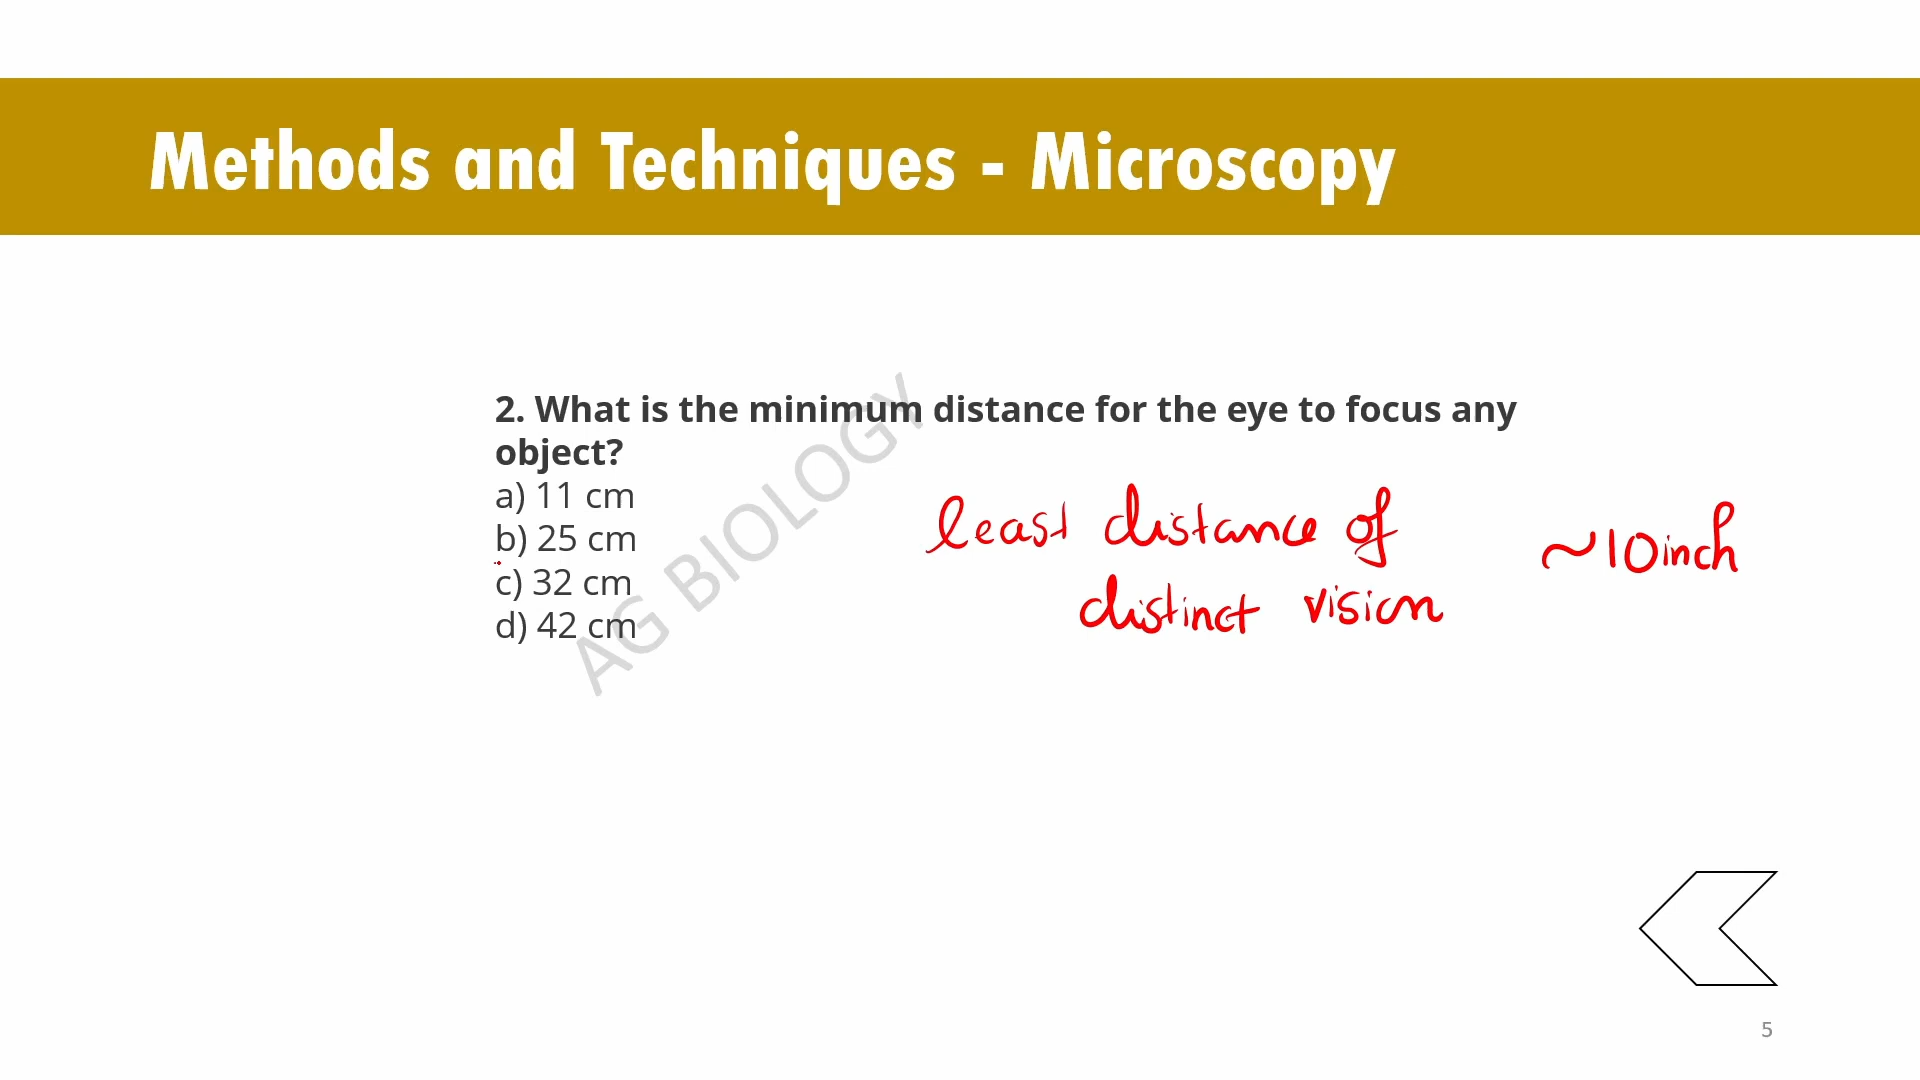 Methods and Techniques - Microscopy
2. What is the minimum distance for the eye to focus any
object?
a) 11 cm
b) 25 cm
c) 32 cm
d) 42 cm
least distance of
distinct vision
~10inch
AG BIOLOGY
5